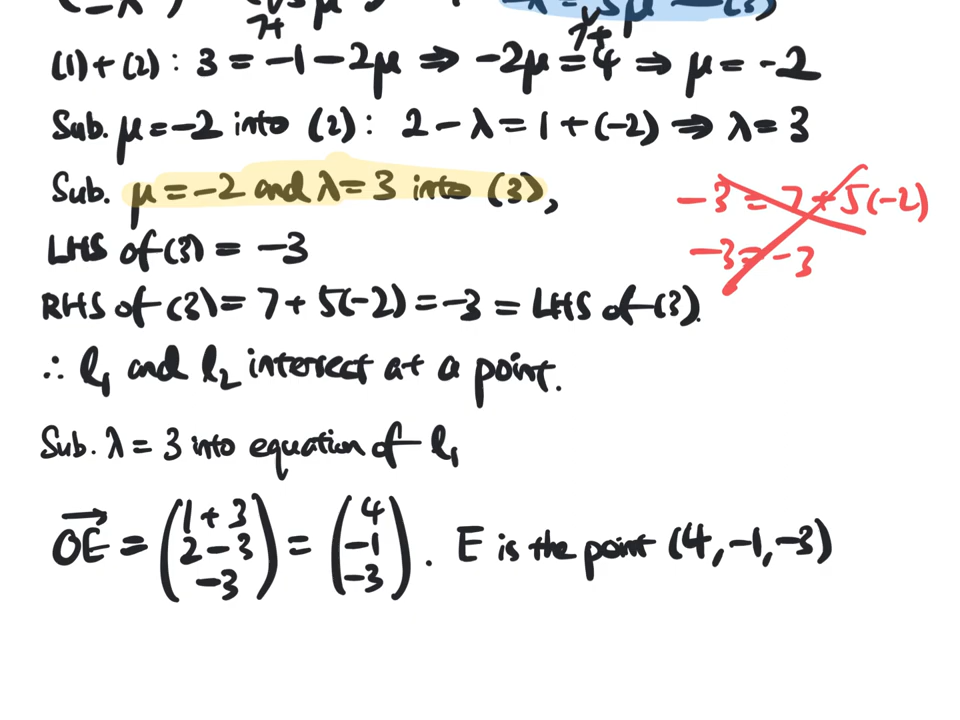 (1)+(2): 3 = -1 - 2μ ⇒ -2μ = 4 ⇒ μ = -2
Sub. μ = -2 into (2): 2 - λ = 1 + (-2) ⇒ λ = 3
Sub. μ = -2 and λ = 3 into (3),
-3 = 7 + 5(-2)
-3 = -3
LHS of (3) = -3
RHS of (3) = 7 + 5(-2) = -3 = LHS of (3).
∴ l₁ and l₂ intersect at a point.
Sub. λ = 3 into equation of l₁
OE⃗ = (1+3, 2-3, -3) = (4, -1, -3). E is the point (4, -1, -3)